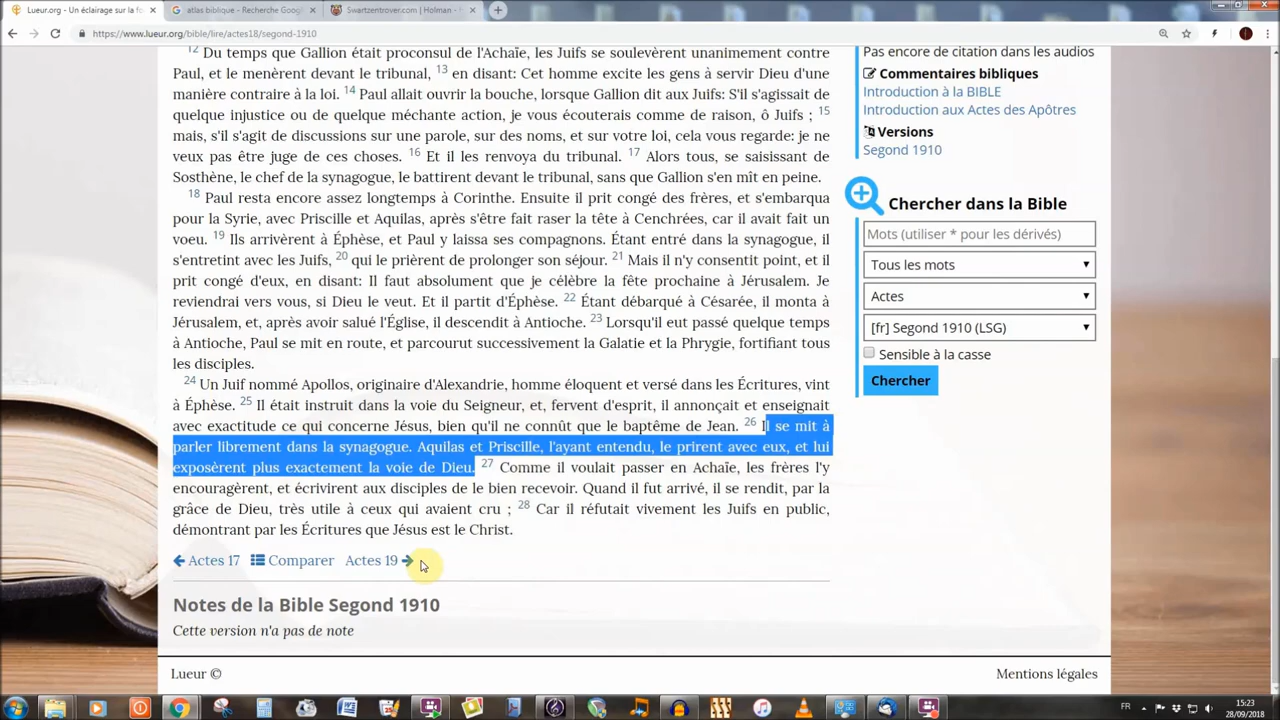 Lueur.org - Un éclairage sur la fo
atlas biblique - Recherche Goog
Swartzentrover.com | Holman -
https://www.lueur.org/bible/lire/actes18/segond-1910
12 Du temps que Gallion était proconsul de l'Achaïe, les Juifs se soulevèrent unanimement contre
Paul, et le menèrent devant le tribunal, 13 en disant: Cet homme excite les gens à servir Dieu d'une
manière contraire à la loi. 14 Paul allait ouvrir la bouche, lorsque Gallion dit aux Juifs: S'il s'agissait de
quelque injustice ou de quelque méchante action, je vous écouterais comme de raison, ô Juifs ; 15
mais, s'il s'agit de discussions sur une parole, sur des noms, et sur votre loi, cela vous regarde: je ne
veux pas être juge de ces choses. 16 Et il les renvoya du tribunal. 17 Alors tous, se saisissant de
Sosthène, le chef de la synagogue, le battirent devant le tribunal, sans que Gallion s'en mît en peine.
18 Paul resta encore assez longtemps à Corinthe. Ensuite il prit congé des frères, et s'embarqua
pour la Syrie, avec Priscille et Aquilas, après s'être fait raser la tête à Cenchrées, car il avait fait un
voeu. 19 Ils arrivèrent à Éphèse, et Paul y laissa ses compagnons. Étant entré dans la synagogue, il
s'entretint avec les Juifs, 20 qui le prièrent de prolonger son séjour. 21 Mais il n'y consentit point, et il
prit congé d'eux, en disant: Il faut absolument que je célèbre la fête prochaine à Jérusalem. Je
reviendrai vers vous, si Dieu le veut. Et il partit d'Éphèse. 22 Étant débarqué à Césarée, il monta à
Jérusalem, et, après avoir salué l'Église, il descendit à Antioche. 23 Lorsqu'il eut passé quelque temps
à Antioche, Paul se mit en route, et parcourut successivement la Galatie et la Phrygie, fortifiant tous
les disciples.
24 Un Juif nommé Apollos, originaire d'Alexandrie, homme éloquent et versé dans les Écritures, vint
à Éphèse. 25 Il était instruit dans la voie du Seigneur, et, fervent d'esprit, il annonçait et enseignait
avec exactitude ce qui concerne Jésus, bien qu'il ne connût que le baptême de Jean. 26 Il se mit à
parler librement dans la synagogue. Aquilas et Priscille, l'ayant entendu, le prirent avec eux, et lui
exposèrent plus exactement la voie de Dieu. 27 Comme il voulait passer en Achaïe, les frères l'y
encouragèrent, et écrivirent aux disciples de le bien recevoir. Quand il fut arrivé, il se rendit, par la
grâce de Dieu, très utile à ceux qui avaient cru ; 28 Car il réfutait vivement les Juifs en public,
démontrant par les Écritures que Jésus est le Christ.
Actes 17 Comparer Actes 19
Notes de la Bible Segond 1910
Cette version n'a pas de note
Pas encore de citation dans les audios
Commentaires bibliques
Introduction à la BIBLE
Introduction aux Actes des Apôtres
Versions
Segond 1910
Chercher dans la Bible
Mots (utiliser * pour les dérivés)
Tous les mots
Actes
[fr] Segond 1910 (LSG)
Sensible à la casse
Chercher
Lueur ©
Mentions légales
FR
15:23
28/09/2018